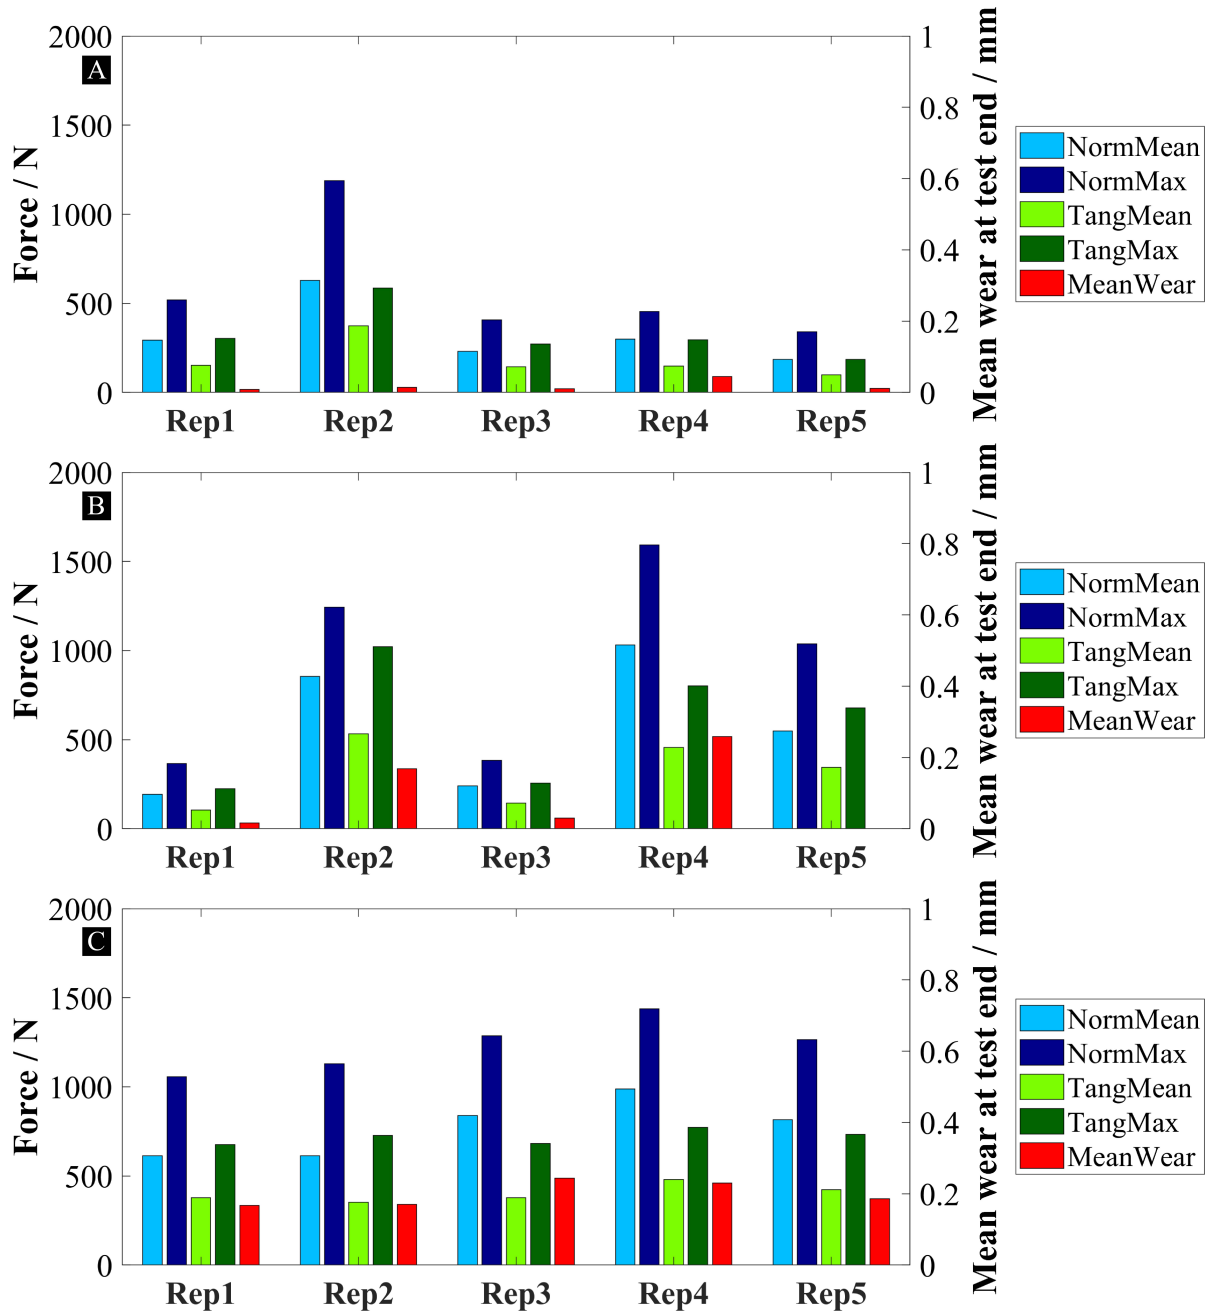 2000
1500
1000
500
0
A
Force / N
1
0.8
0.6
0.4
0.2
0
Mean wear at test end / mm
Rep1 Rep2 Rep3 Rep4 Rep5
NormMean
NormMax
TangMean
TangMax
MeanWear
2000
1500
1000
500
0
B
Force / N
1
0.8
0.6
0.4
0.2
0
Mean wear at test end / mm
Rep1 Rep2 Rep3 Rep4 Rep5
NormMean
NormMax
TangMean
TangMax
MeanWear
2000
1500
1000
500
0
C
Force / N
1
0.8
0.6
0.4
0.2
0
Mean wear at test end / mm
Rep1 Rep2 Rep3 Rep4 Rep5
NormMean
NormMax
TangMean
TangMax
MeanWear